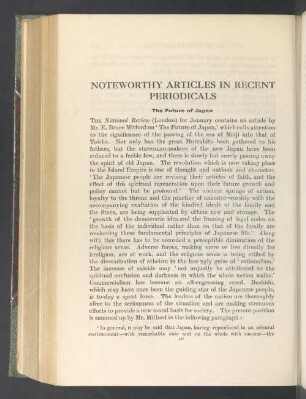 NOTEWORTHY ARTICLES IN RECENT
PERIODICALS
The Future of Japan
THE National Review (London) for January contains an article by
Mr. E. Bruce Mitford on 'The Future of Japan,' which calls attention
to the significance of the passing of the era of Meiji into that of
Taisho. Not only has the great Mutsuhito been gathered to his
fathers, but the statesmen-makers of the new Japan have been
reduced to a feeble few, and there is slowly but surely passing away
the spirit of old Japan. The revolution which is now taking place
in the Island Empire is one of thought and outlook and character.
'The Japanese people are revising their articles of faith, and the
effect of this spiritual repercussion upon their future growth and
policy cannot but be profound.' The ancient springs of action,
loyalty to the throne and the practice of ancestor-worship with the
accompanying exaltation of the kindred ideals of the family and
the State, are being supplanted by others new and strange. The
'growth of the democratic idea and the framing of legal codes on
the basis of the individual rather than on that of the family are
weakening these fundamental principles of Japanese life.' Along
with this there has to be recorded a perceptible diminution of the
religious sense. Adverse forces, making more or less directly for
irreligion, are at work, and the religious sense is being stifled by
the dissemination of atheism in the less ugly guise of 'rationalism.'
The increase of suicide may 'not unjustly be attributed to the
spiritual confusion and darkness in which the whole nation walks.'
Commercialism has become an all-engrossing creed. Bushido,
which may have once been the guiding star of the Japanese people,
is to-day a spent force. The leaders of the nation are thoroughly
alive to the seriousness of the situation and are making strenuous
efforts to provide a new moral basis for society. The present position
is summed up by Mr. Mitford in the following paragraph:
'In general, it may be said that Japan, having reproduced in an oriental
environment—with remarkable ease and on the whole with success—the